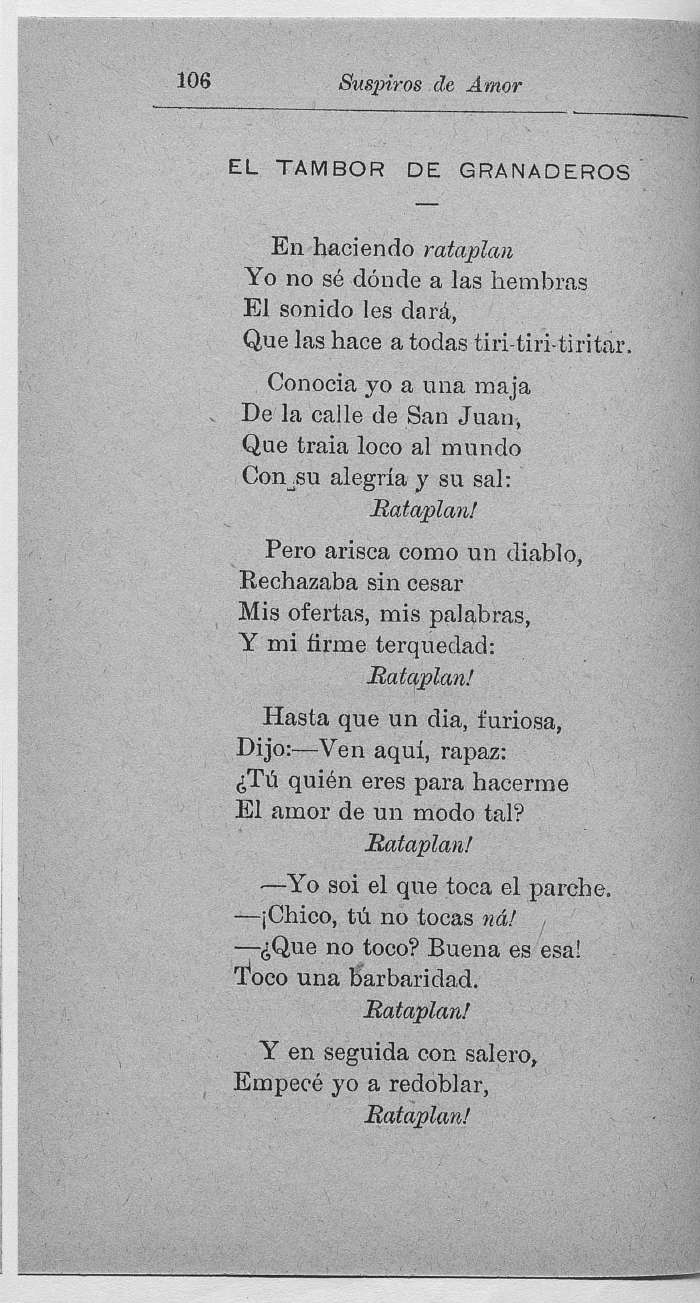 106 Suspiros de Amor
EL TAMBOR DE GRANADEROS
En haciendo rataplan
Yo no sé dónde a las hembras
El sonido les dará,
Que las hace a todas tiri-tiri-tiritar.
Conocia yo a una maja
De la calle de San Juan,
Que traia loco al mundo
Con su alegría y su sal:
Rataplan!
Pero arisca como un diablo,
Rechazaba sin cesar
Mis ofertas, mis palabras,
Y mi firme terquedad:
Rataplan!
Hasta que un dia, furiosa,
Dijo:—Ven aquí, rapaz:
¿Tú quién eres para hacerme
El amor de un modo tal?
Rataplan!
—Yo soi el que toca el parche.
—¡Chico, tú no tocas ná!
—¿Que no toco? Buena es esa!
Toco una barbaridad.
Rataplan!
Y en seguida con salero,
Empecé yo a redoblar,
Rataplan!